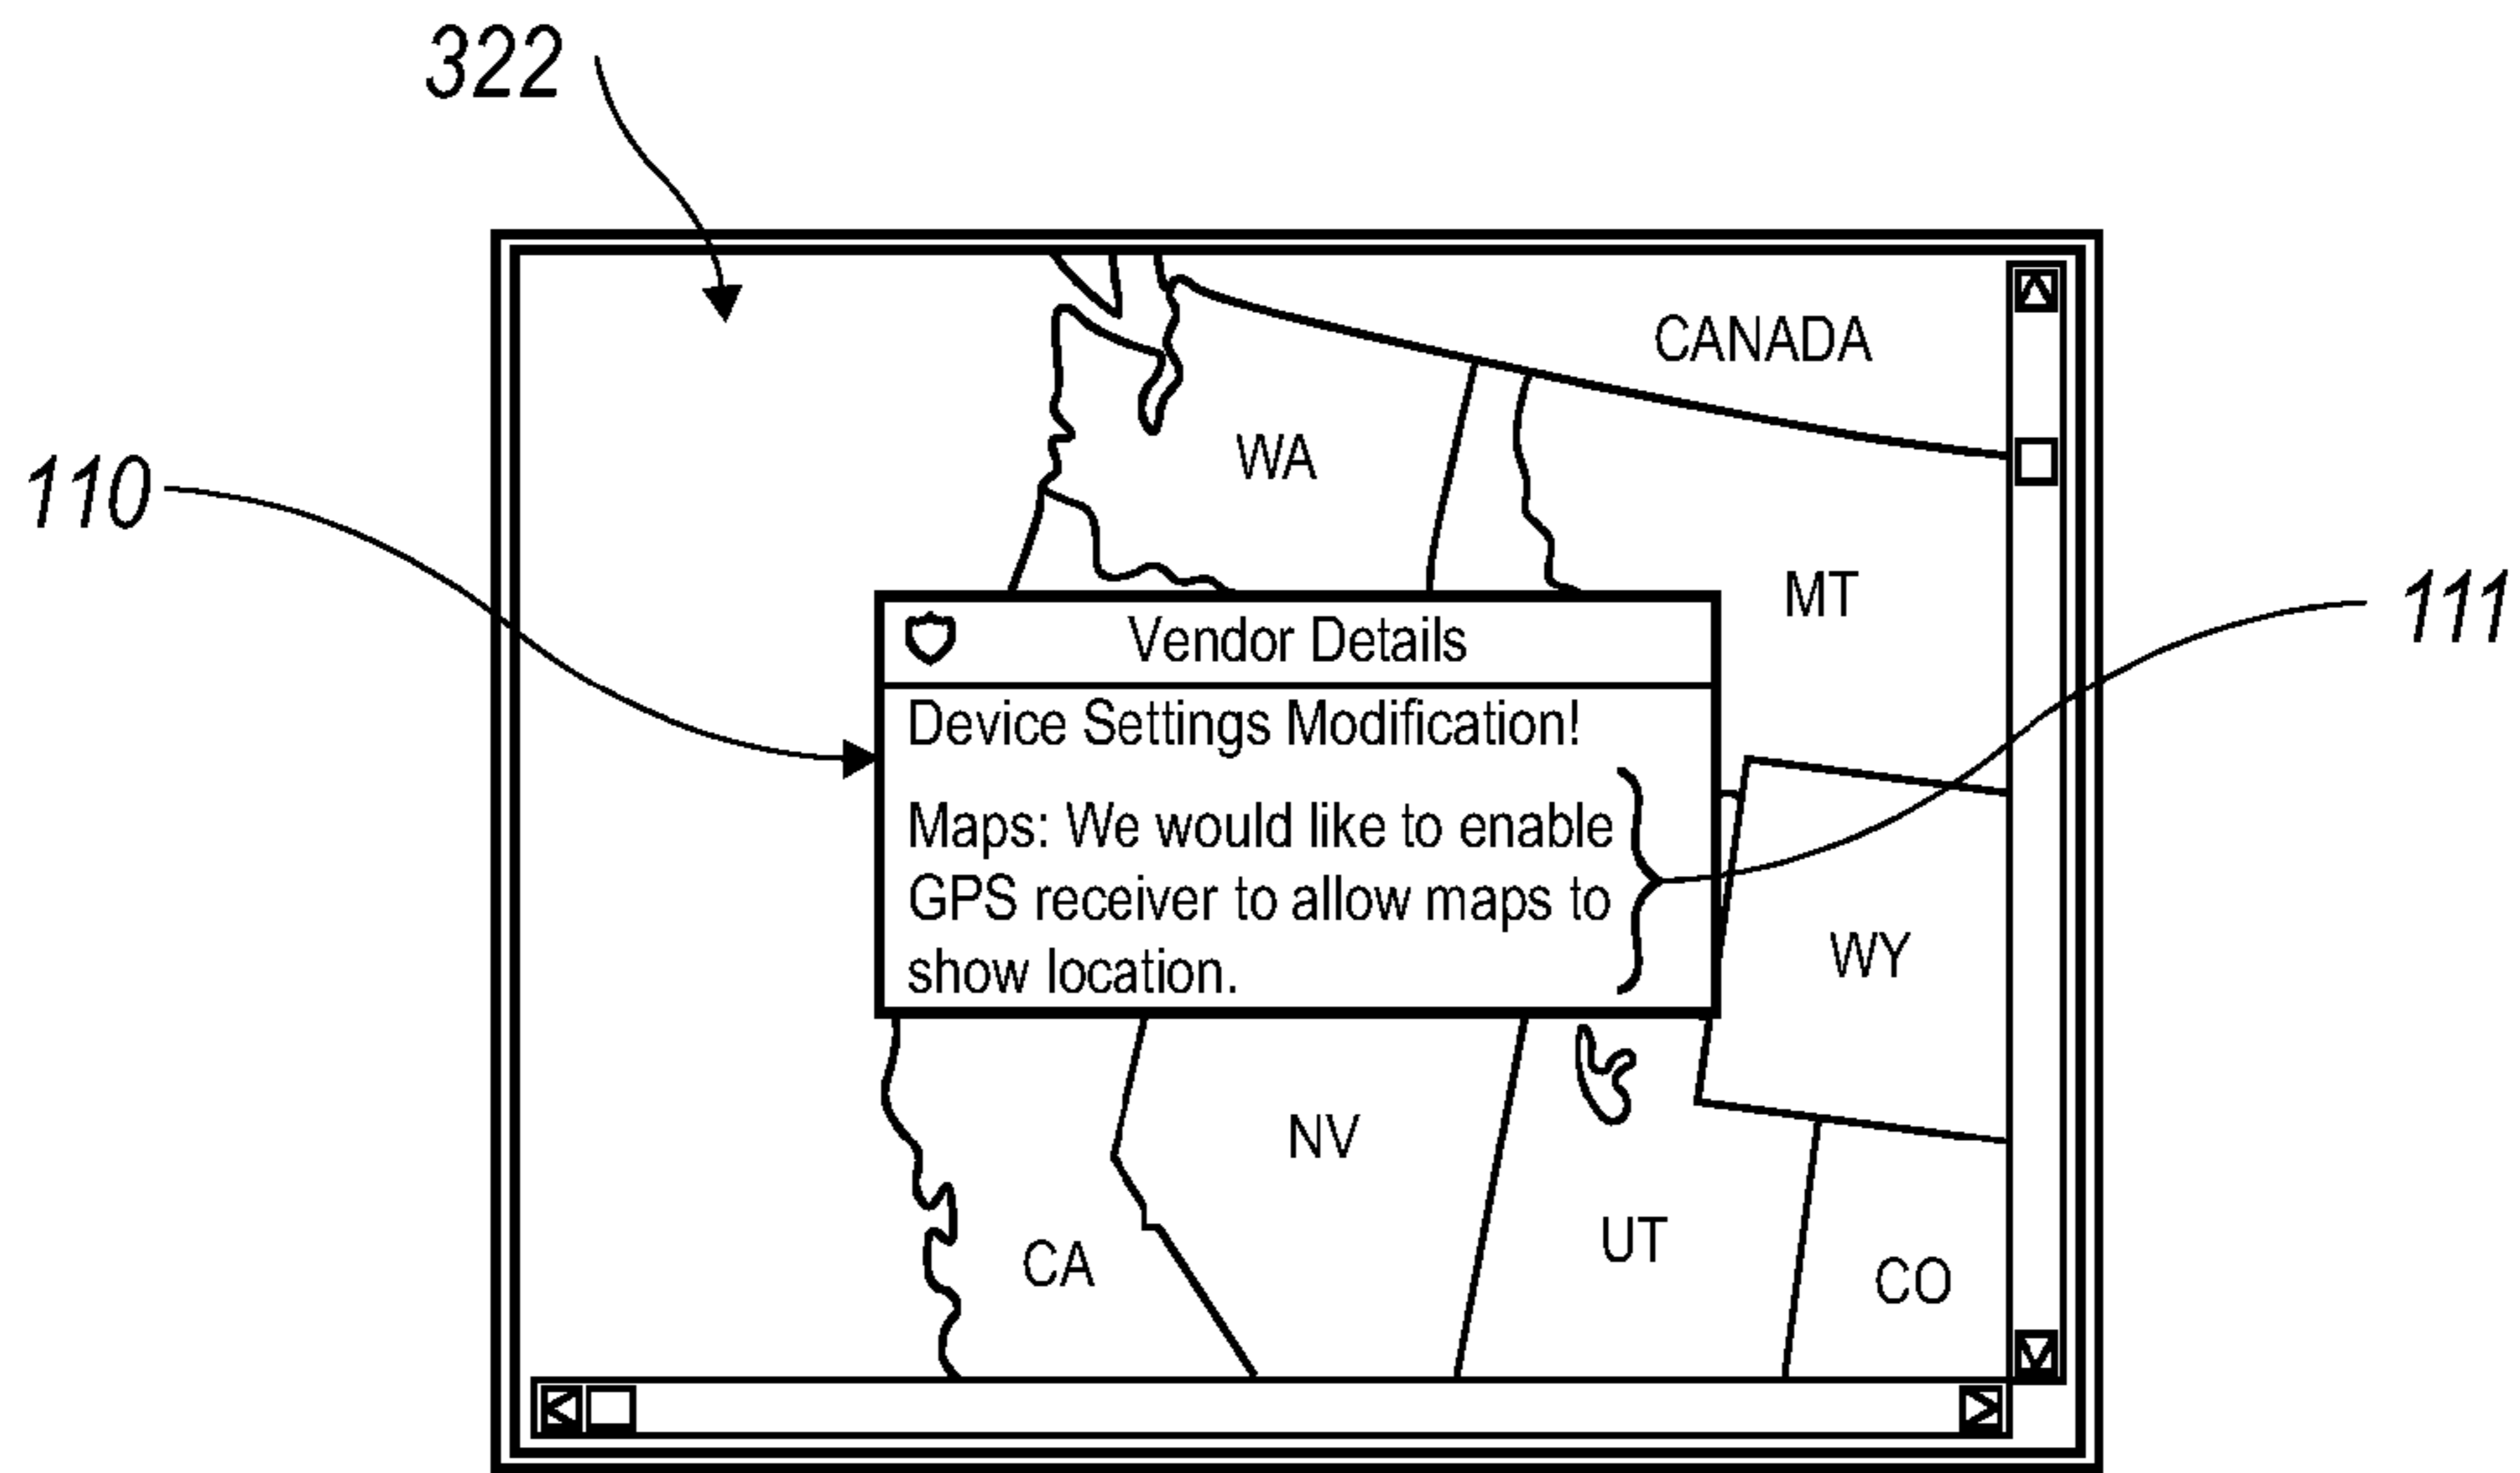 322
CANADA
WA
110
MT
111
Vendor Details
Device Settings Modification!
Maps: We would like to enable
GPS receiver to allow maps to
show location.
WY
NV
UT
CA
CO